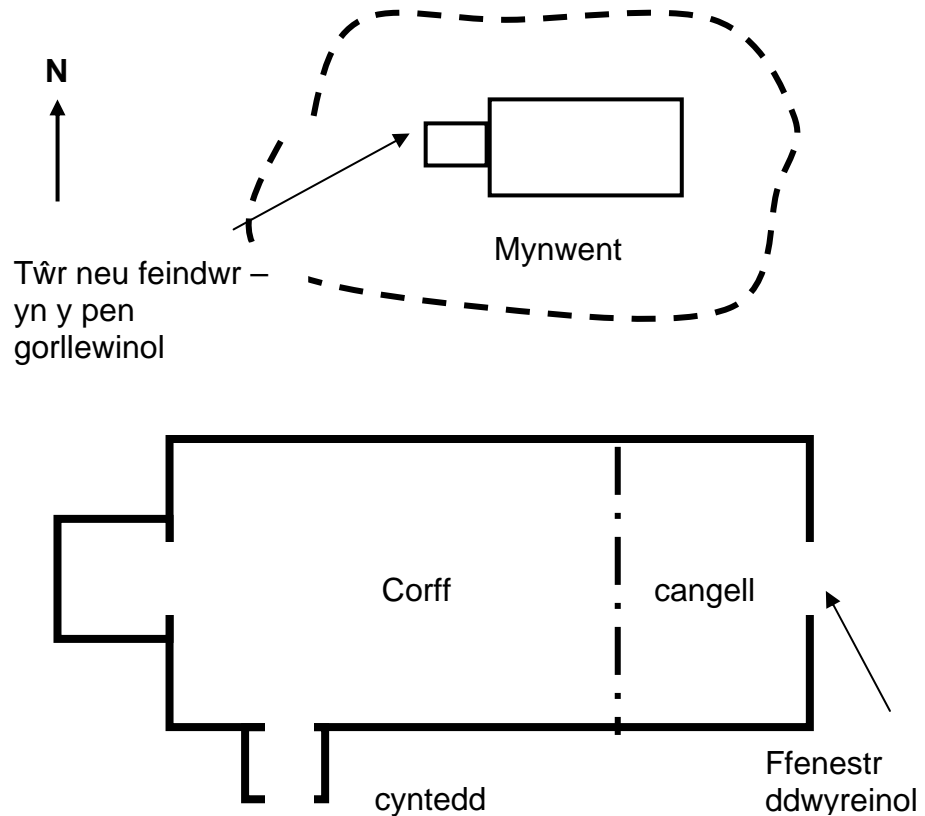 N
Mynwent
Tŵr neu feindwr –
yn y pen
gorllewinol
Corff
cangell
Ffenestr
ddwyreinol
cyntedd